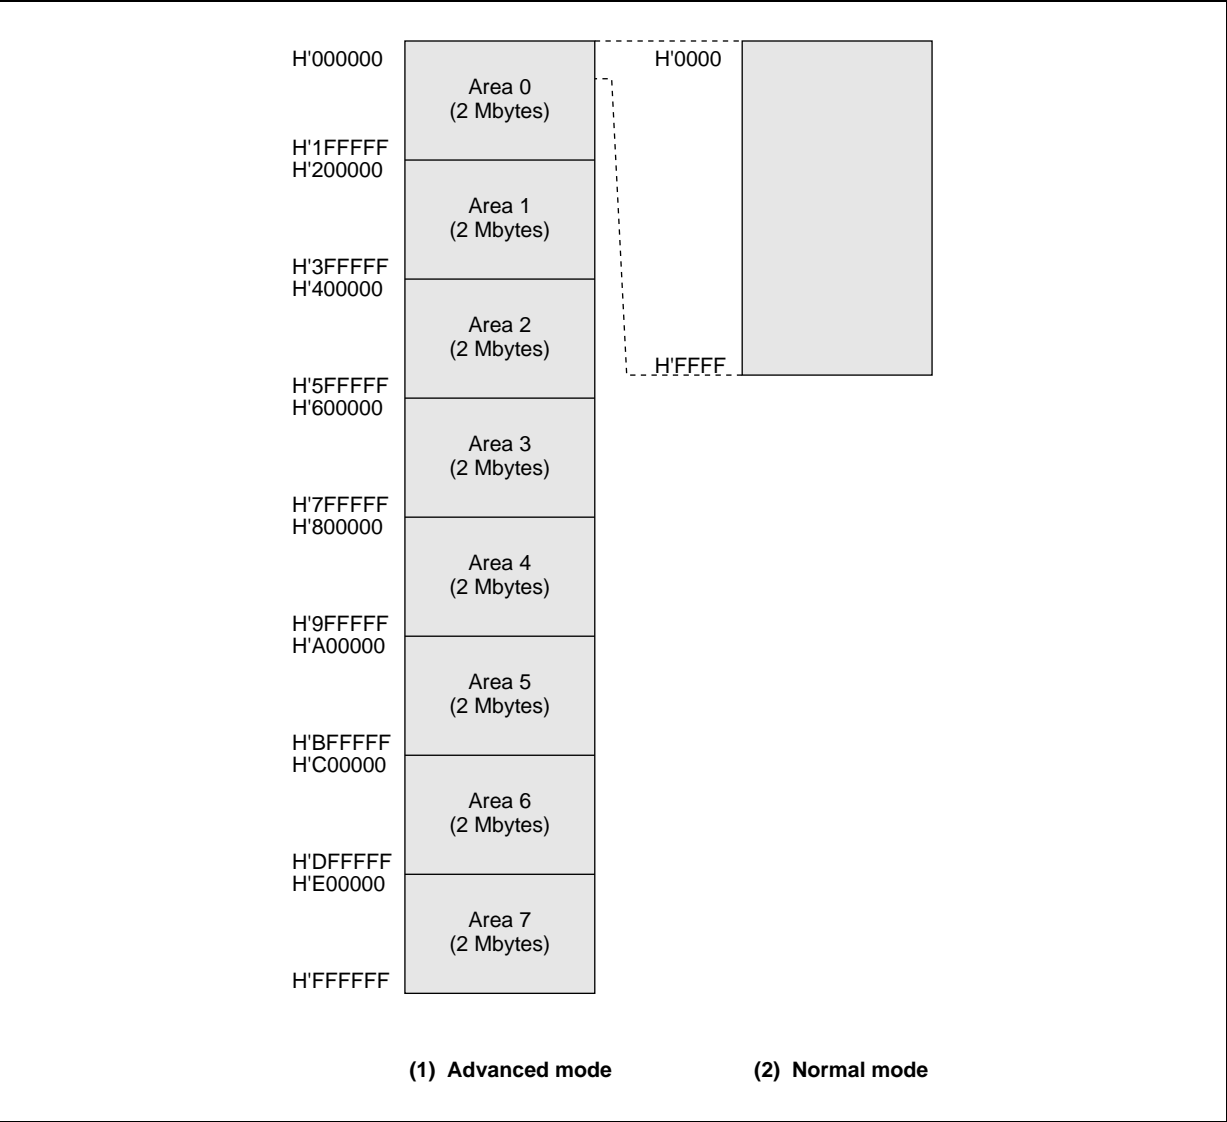 H'000000
Area 0
(2 Mbytes)
H'1FFFFF
H'200000
Area 1
(2 Mbytes)
H'3FFFFF
H'400000
Area 2
(2 Mbytes)
H'5FFFFF
H'600000
Area 3
(2 Mbytes)
H'7FFFFF
H'800000
Area 4
(2 Mbytes)
H'9FFFFF
H'A00000
Area 5
(2 Mbytes)
H'BFFFFF
H'C00000
Area 6
(2 Mbytes)
H'DFFFFF
H'E00000
Area 7
(2 Mbytes)
H'FFFFFF
(1) Advanced mode
H'0000
H'FFFF
(2) Normal mode